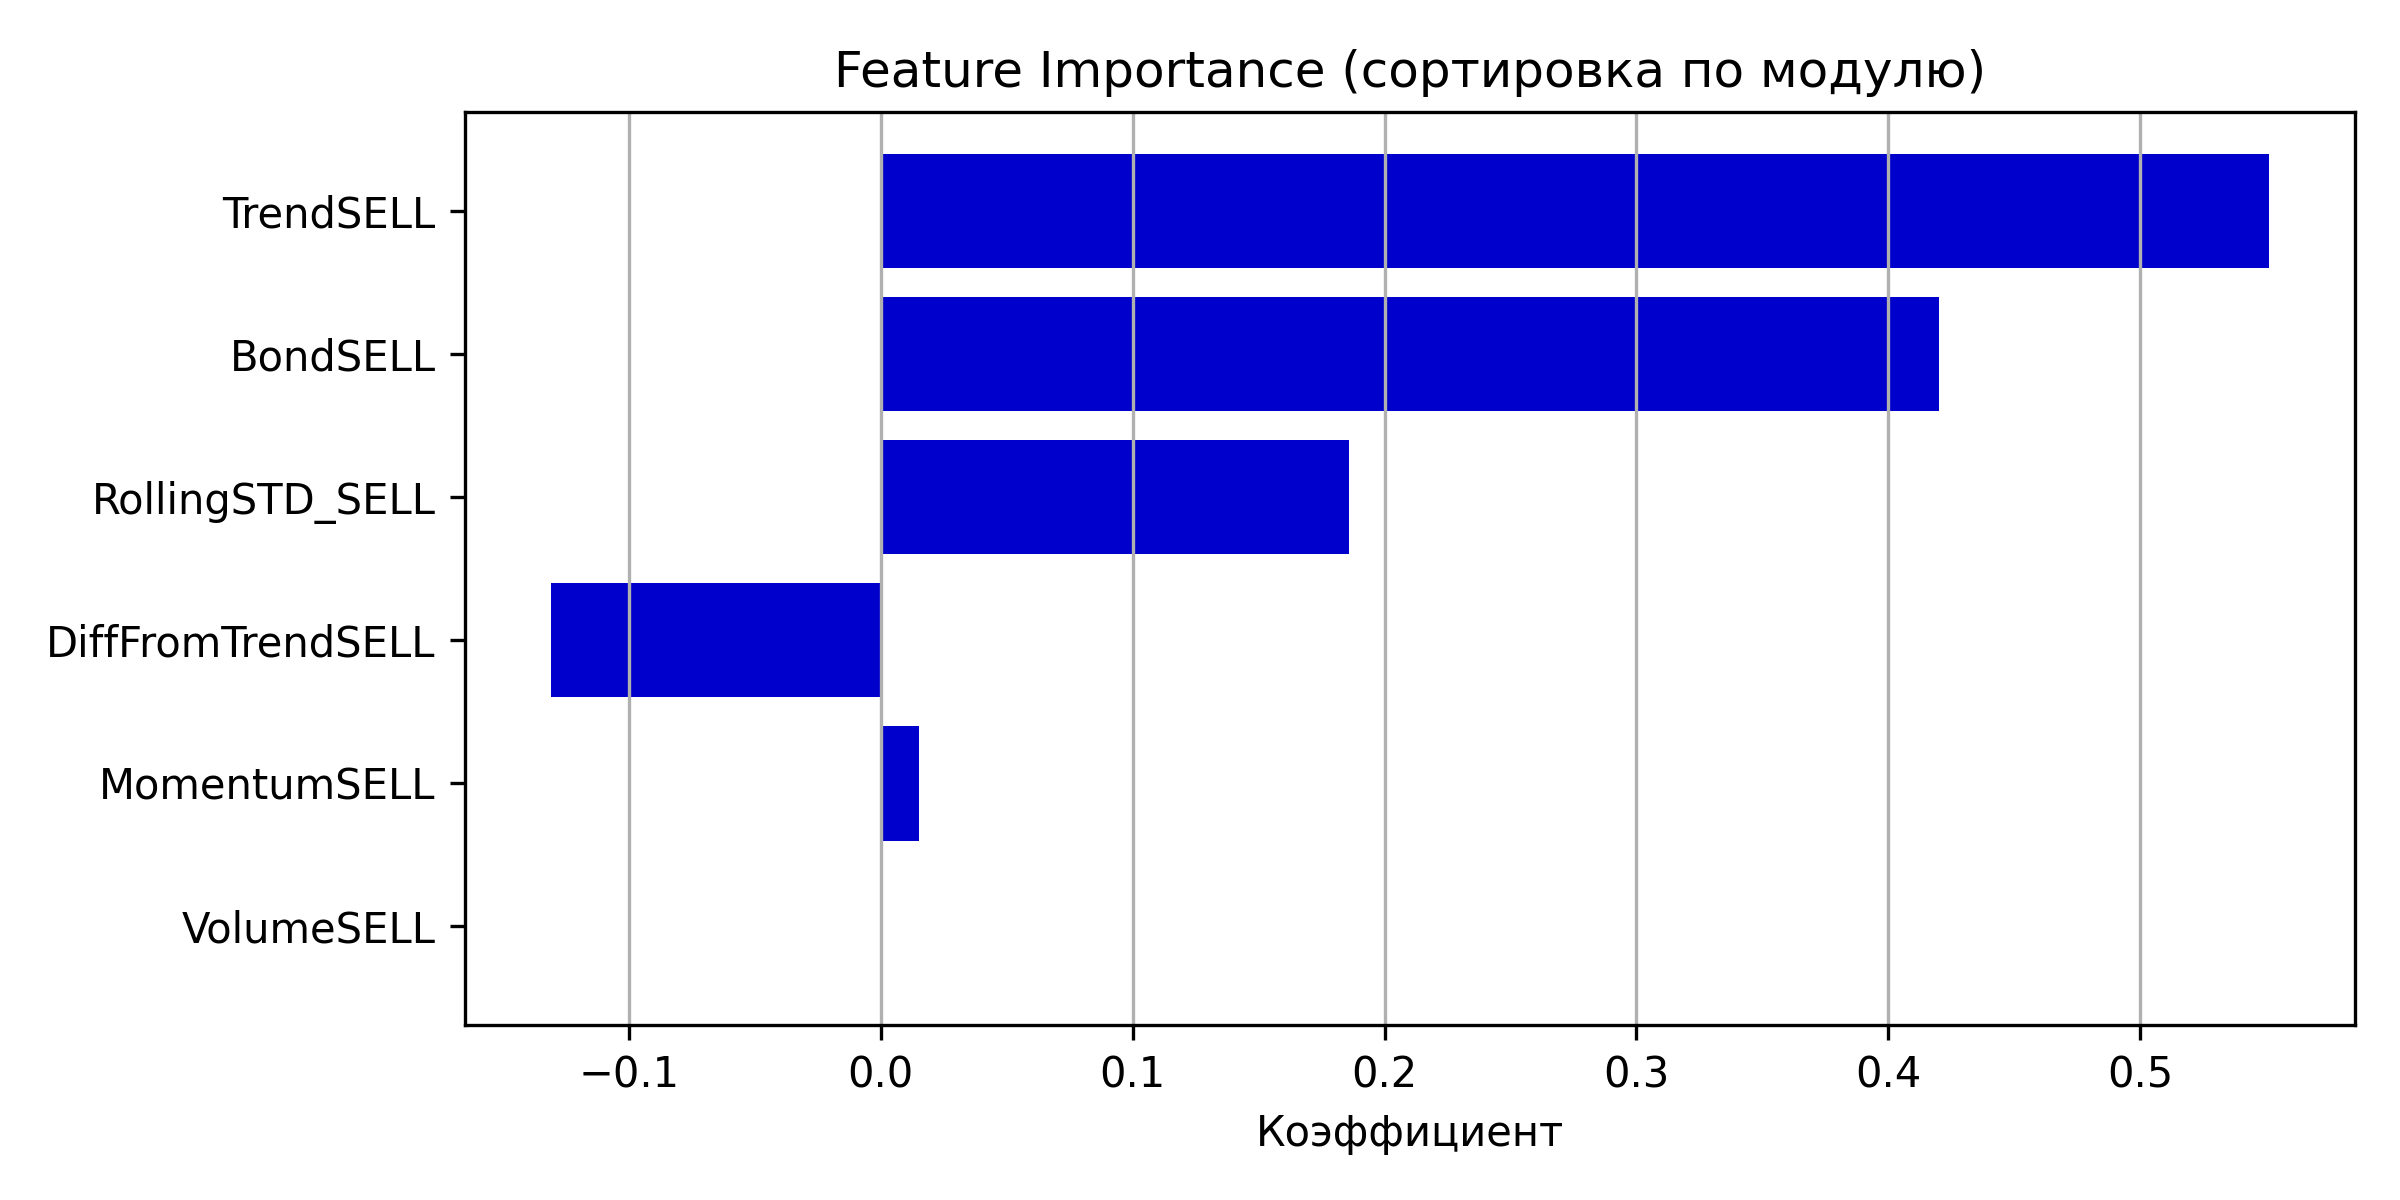 Feature Importance (сортировка по модулю)
TrendSELL
BondSELL
RollingSTD_SELL
DiffFromTrendSELL
MomentumSELL
VolumeSELL
−0.1 0.0 0.1 0.2 0.3 0.4 0.5
Коэффициент